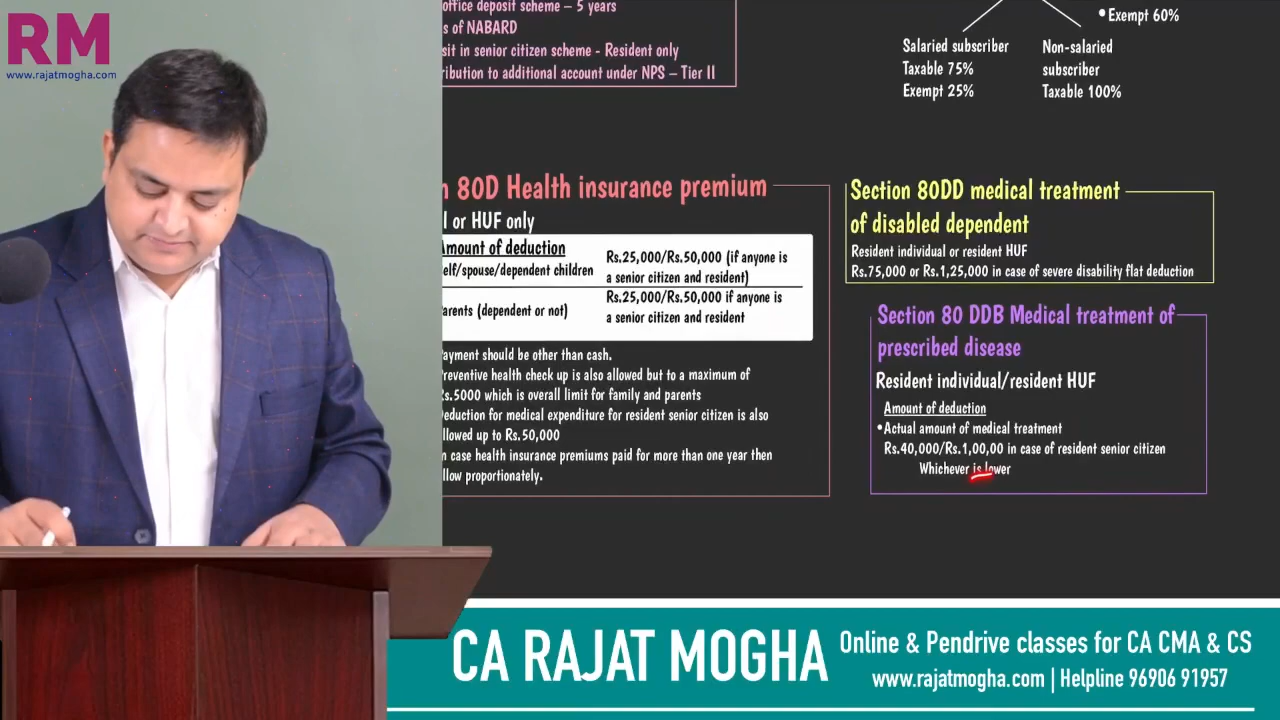 RM
www.rajatmogha.com
office deposit scheme – 5 years
s of NABARD
sit in senior citizen scheme - Resident only
ribution to additional account under NPS – Tier II
•Exempt 60%
Salaried subscriber
Taxable 75%
Exempt 25%
Non-salaried
subscriber
Taxable 100%
n 80D Health insurance premium
l or HUF only
Amount of deduction
elf/spouse/dependent children
Rs.25,000/Rs.50,000 (if anyone is
a senior citizen and resident)
arents (dependent or not)
Rs.25,000/Rs.50,000 if anyone is
a senior citizen and resident
ayment should be other than cash.
reventive health check up is also allowed but to a maximum of
s.5000 which is overall limit for family and parents
eduction for medical expenditure for resident senior citizen is also
llowed up to Rs.50,000
n case health insurance premiums paid for more than one year then
llow proportionately.
Section 80DD medical treatment
of disabled dependent
Resident individual or resident HUF
Rs.75,000 or Rs.1,25,000 in case of severe disability flat deduction
Section 80 DDB Medical treatment of
prescribed disease
Resident individual/resident HUF
Amount of deduction
•Actual amount of medical treatment
Rs.40,000/Rs.1,00,00 in case of resident senior citizen
Whichever is lower
CA RAJAT MOGHA
Online & Pendrive classes for CA CMA & CS
www.rajatmogha.com | Helpline 96906 91957